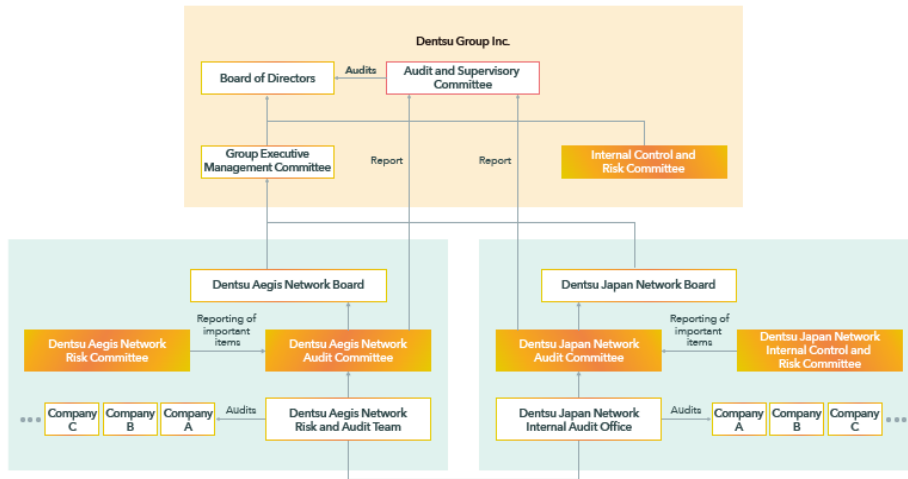 Dentsu Group Inc.
Board of Directors
Audits
Audit and Supervisory
Committee
Group Executive
Management Committee
Report
Report
Internal Control and
Risk Committee
Dentsu Aegis Network Board
Dentsu Aegis Network
Risk Committee
Reporting of
important
items
Dentsu Aegis Network
Audit Committee
Company
C
Company
B
Company
A
Audits
Dentsu Aegis Network
Risk and Audit Team
Dentsu Japan Network Board
Dentsu Japan Network
Audit Committee
Reporting of
important
items
Dentsu Japan Network
Internal Control and
Risk Committee
Dentsu Japan Network
Internal Audit Office
Audits
Company
A
Company
B
Company
C